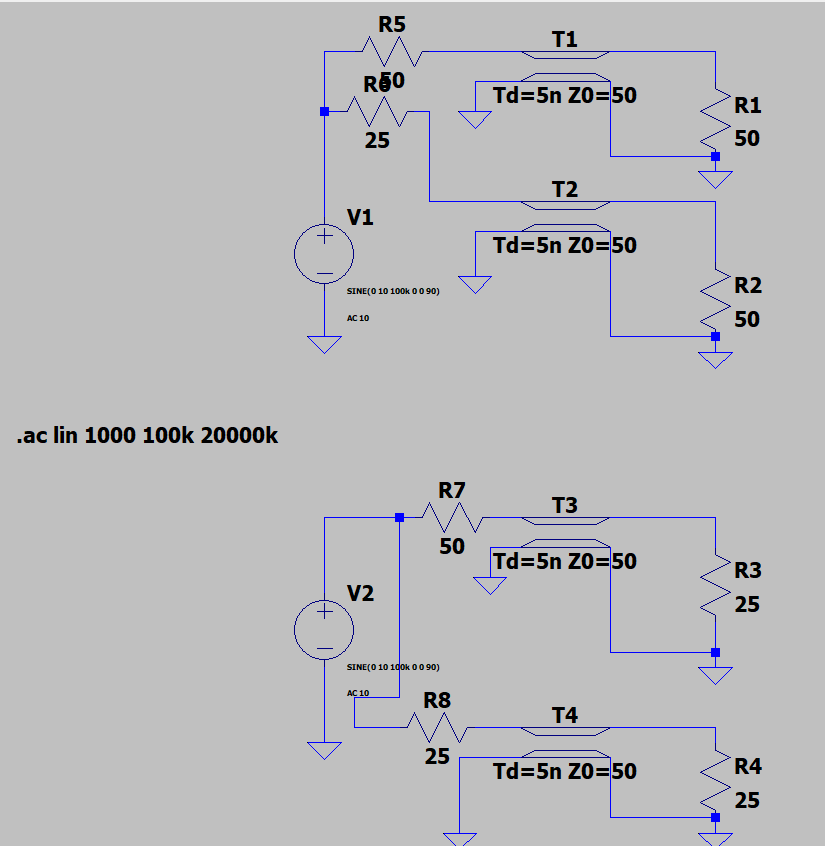 R5
T1
50
R6
Td=5n Z0=50
R1
50
25
T2
V1
Td=5n Z0=50
R2
SINE(0 10 100k 0 0 90)
50
AC 10
.ac lin 1000 100k 20000k
R7
T3
50
Td=5n Z0=50
R3
V2
25
SINE(0 10 100k 0 0 90)
AC 10
R8
T4
25
Td=5n Z0=50
R4
25